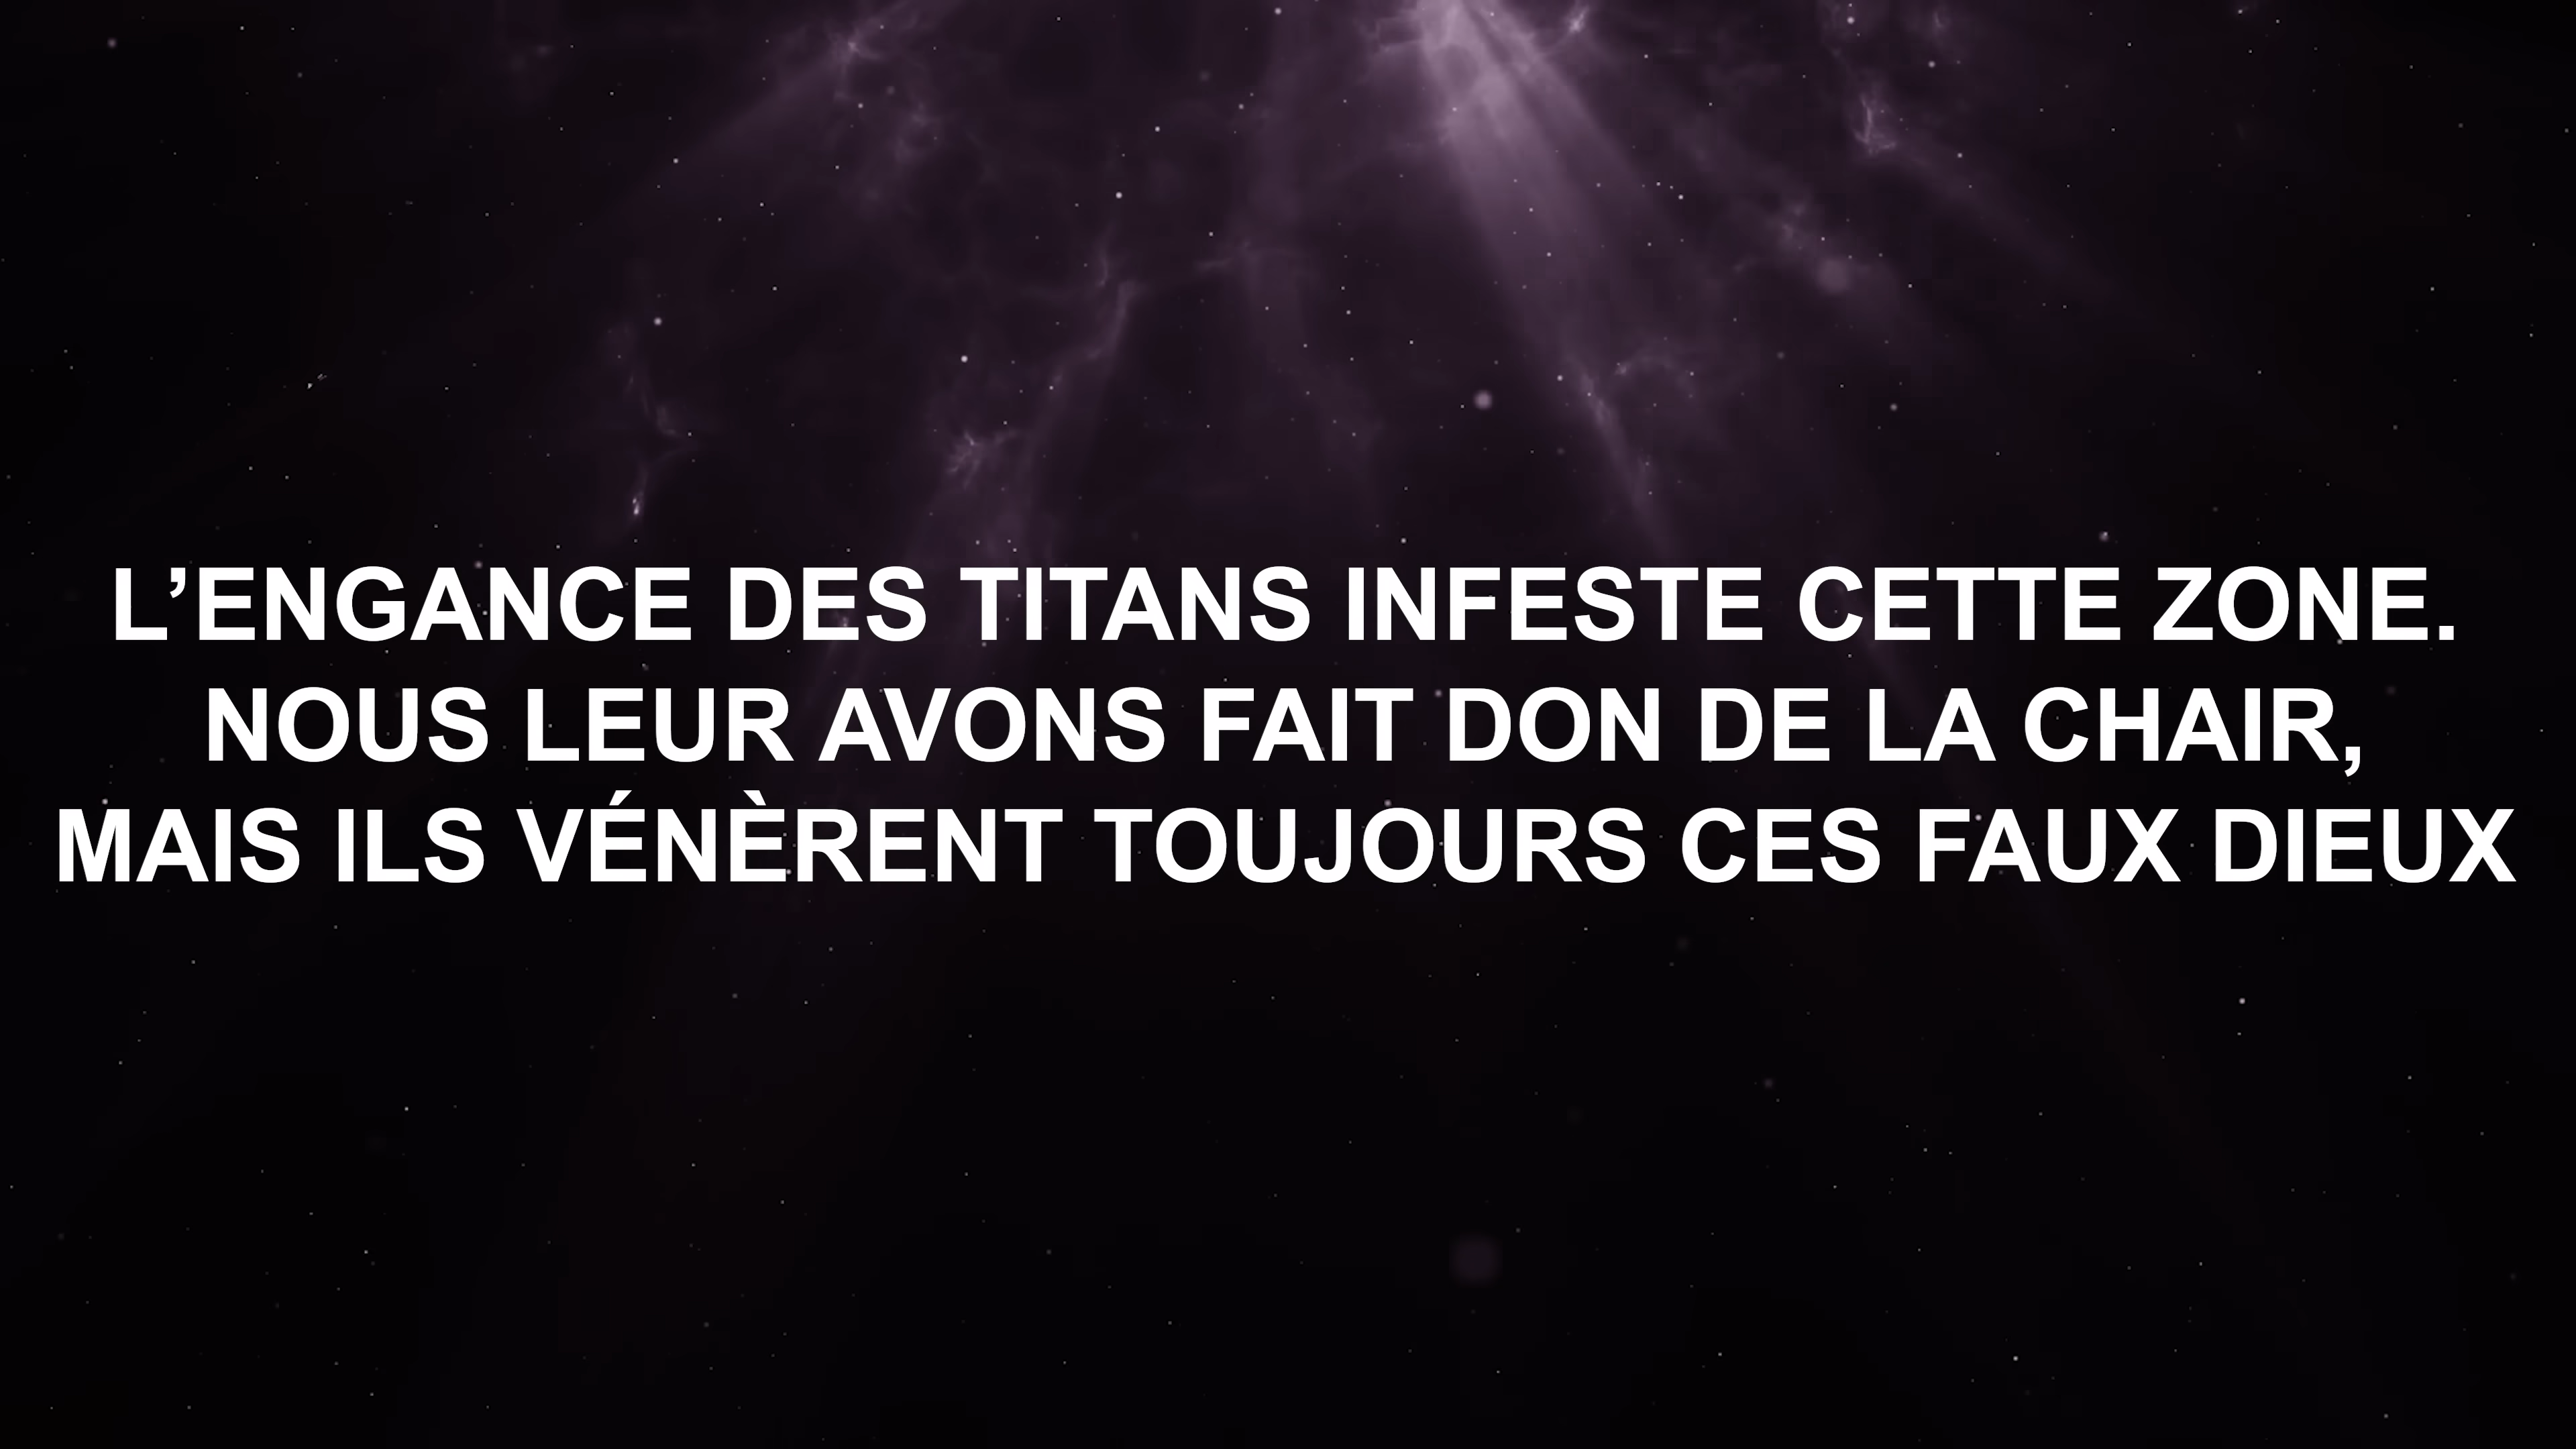 L’ENGANCE DES TITANS INFESTE CETTE ZONE.
NOUS LEUR AVONS FAIT DON DE LA CHAIR,
MAIS ILS VÉNÈRENT TOUJOURS CES FAUX DIEUX